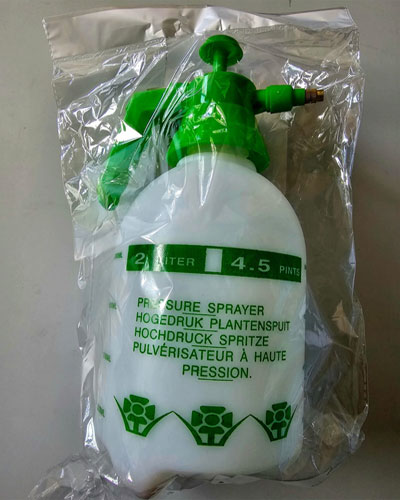 2 LITER 4.5 PINTS
PRESSURE SPRAYER
HOGEDRUK PLANTENSPUIT
HOCHDRUCK SPRITZE
PULVÉRISATEUR À HAUTE
PRESSION.